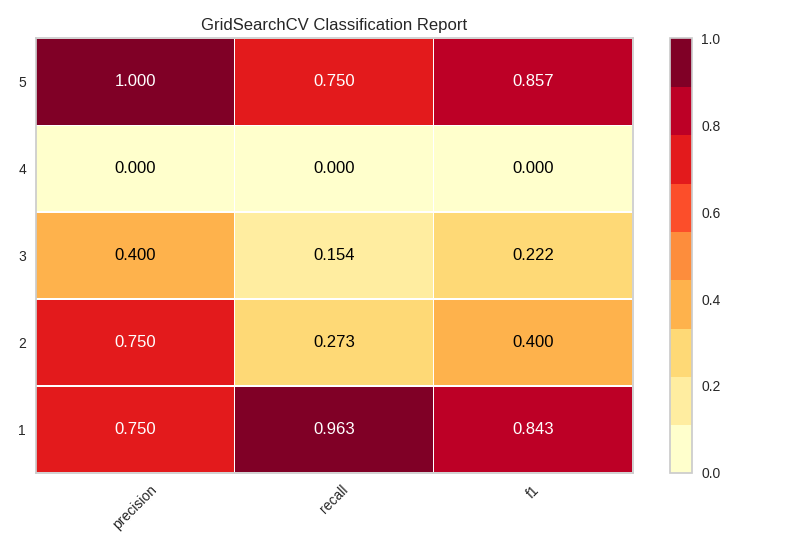 GridSearchCV Classification Report
5 1.000 0.750 0.857
4 0.000 0.000 0.000
3 0.400 0.154 0.222
2 0.750 0.273 0.400
1 0.750 0.963 0.843
precision recall f1
1.0
0.8
0.6
0.4
0.2
0.0